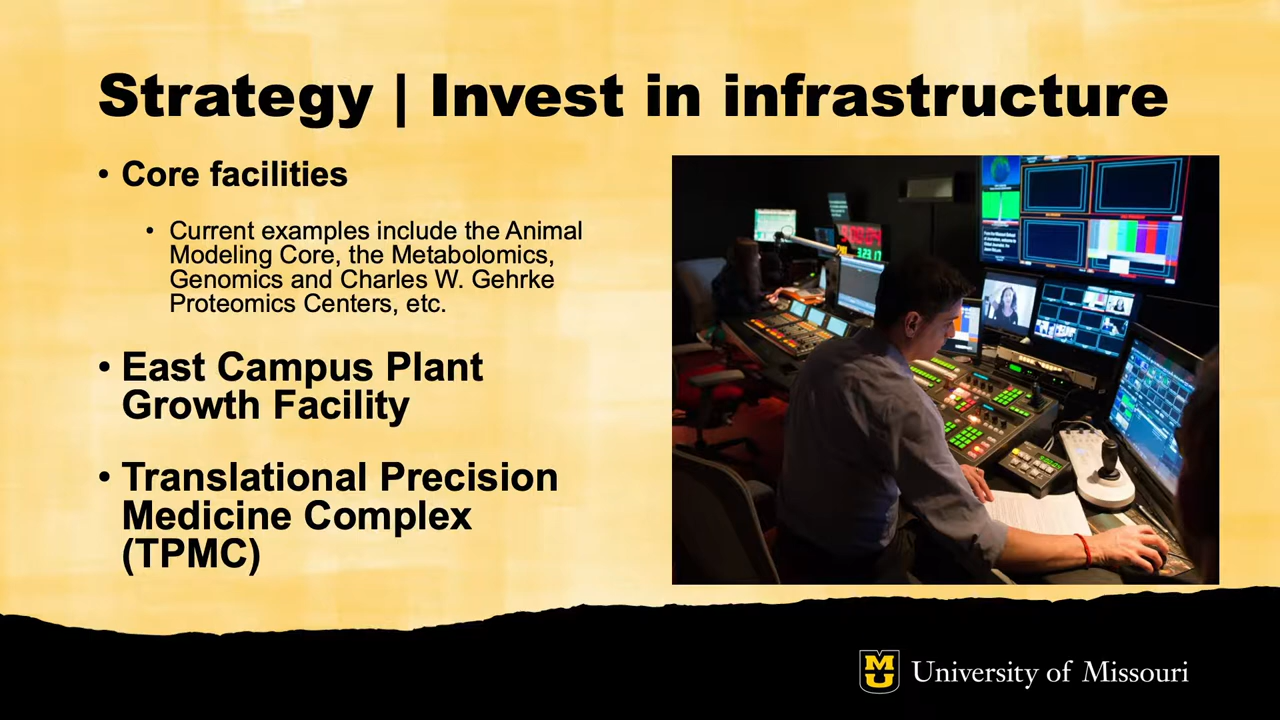 Strategy | Invest in infrastructure
• Core facilities
• Current examples include the Animal
Modeling Core, the Metabolomics,
Genomics and Charles W. Gehrke
Proteomics Centers, etc.
• East Campus Plant
Growth Facility
• Translational Precision
Medicine Complex
(TPMC)
MU
University of Missouri